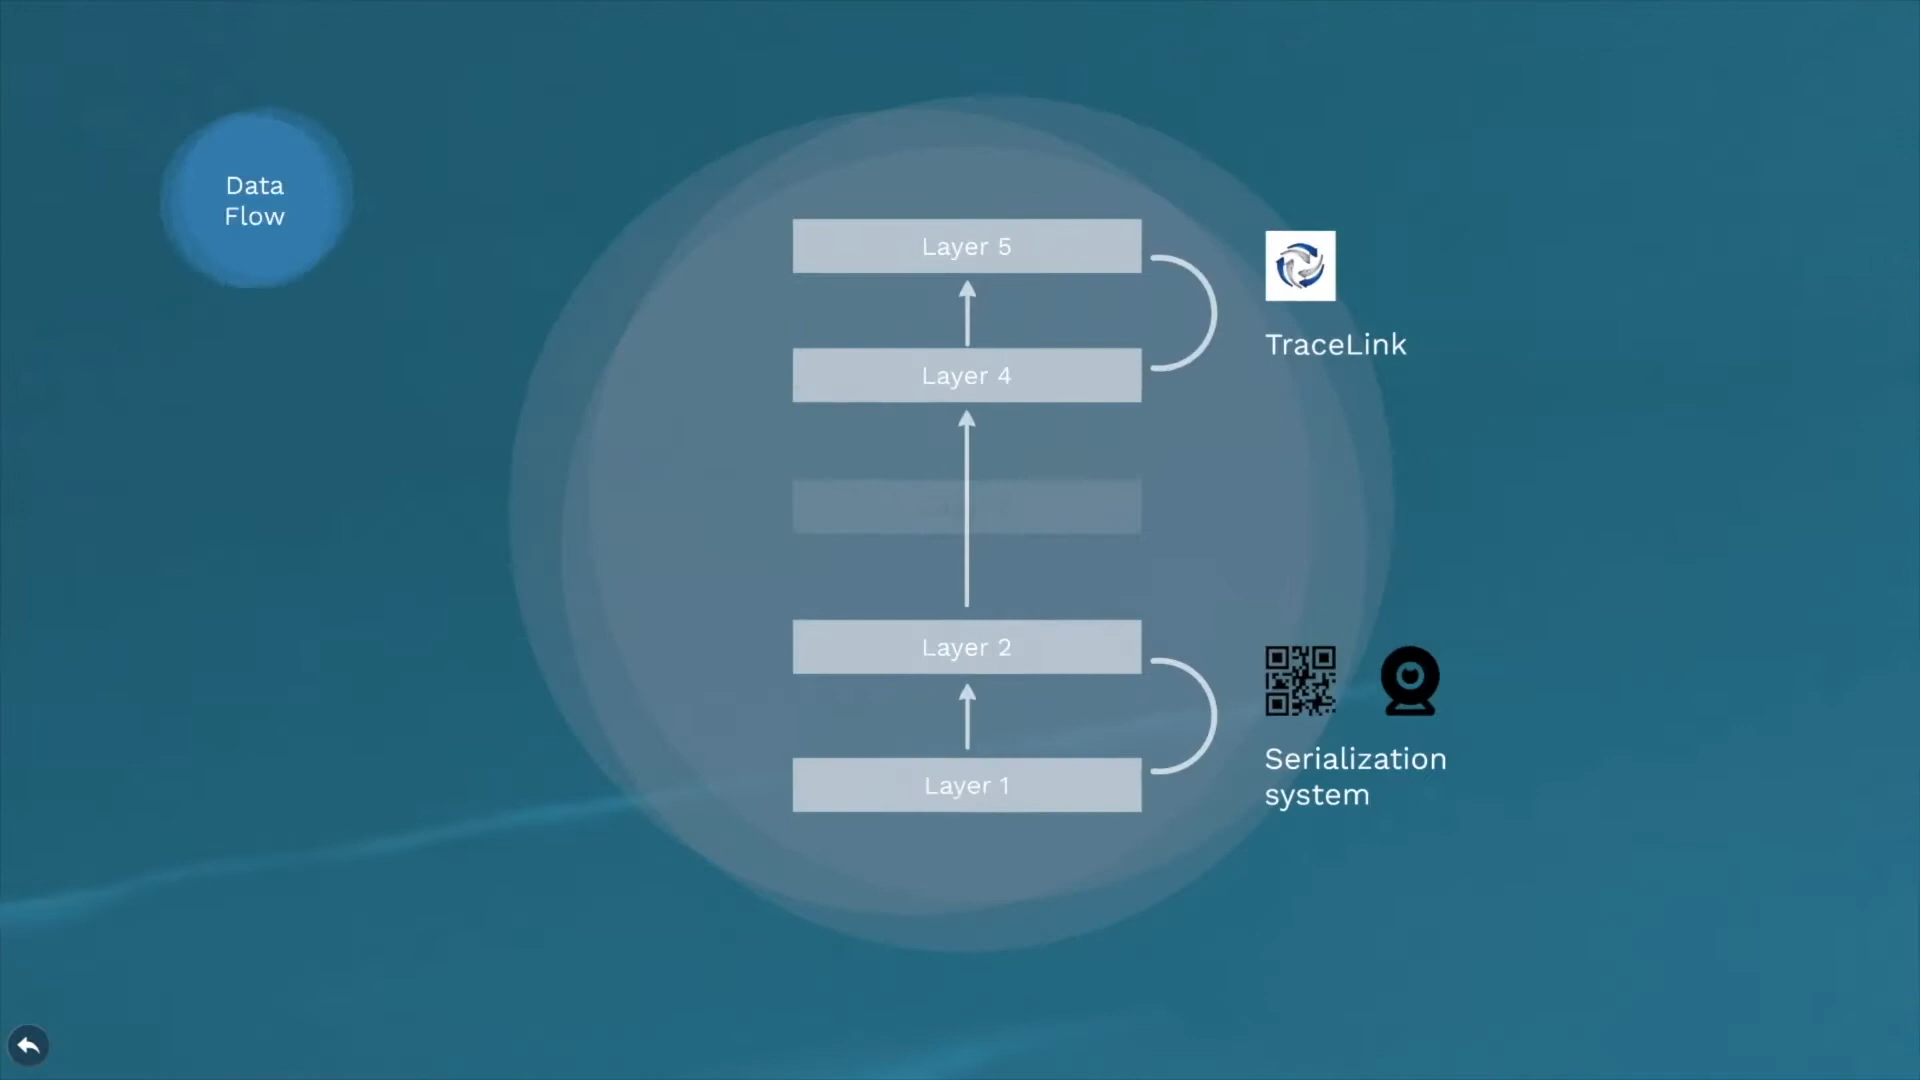 Data
Flow
Layer 5
TraceLink
Layer 4
Layer 2
Layer 1
Serialization
system